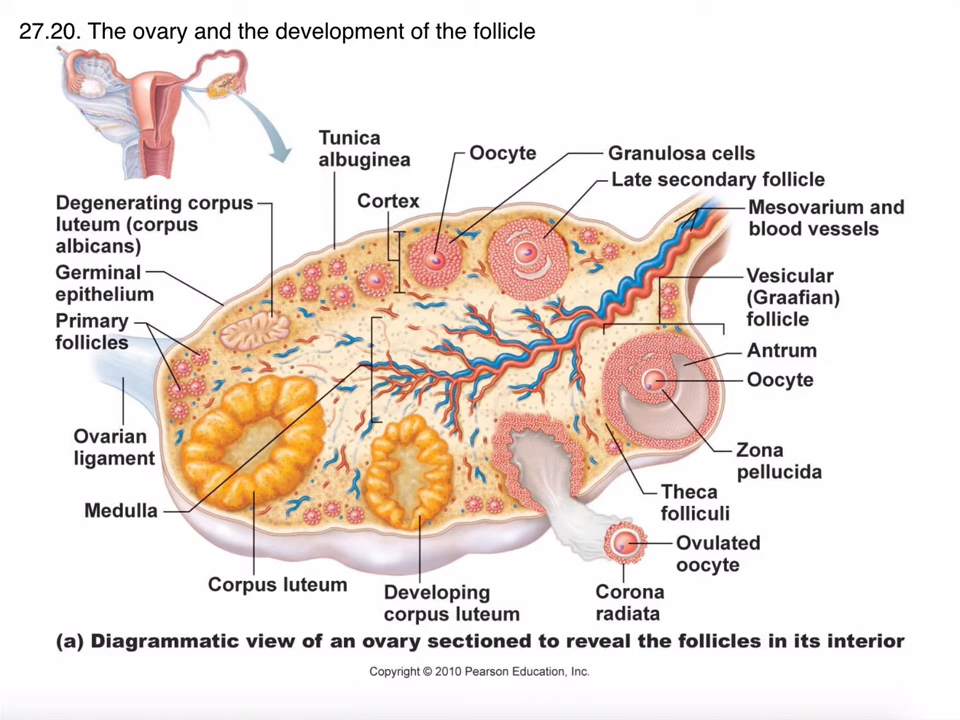 27.20. The ovary and the development of the follicle
Tunica
albuginea
Oocyte
Granulosa cells
Late secondary follicle
Cortex
Mesovarium and
blood vessels
Degenerating corpus
luteum (corpus
albicans)
Germinal
epithelium
Primary
follicles
Vesicular
(Graafian)
follicle
Antrum
Oocyte
Ovarian
ligament
Zona
pellucida
Medulla
Theca
folliculi
Ovulated
oocyte
Corpus luteum
Developing
corpus luteum
Corona
radiata
(a) Diagrammatic view of an ovary sectioned to reveal the follicles in its interior
Copyright © 2010 Pearson Education, Inc.